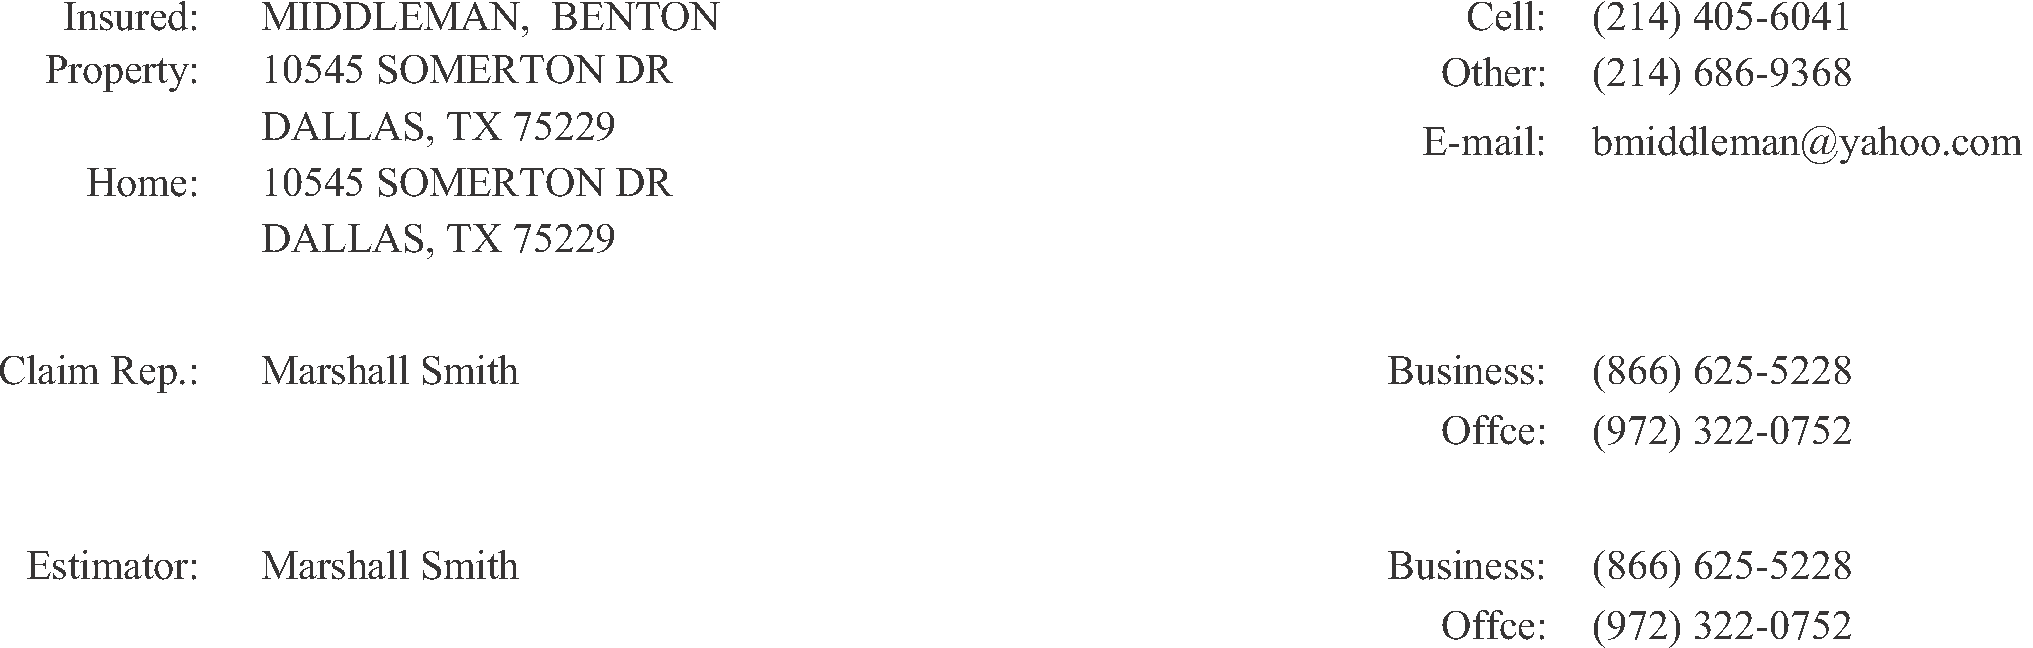 Insured: MIDDLEMAN, BENTON Cell: (214) 405-6041
Property: 10545 SOMERTON DR Other: (214) 686-9368
DALLAS, TX 75229 E-mail: bmiddleman@yahoo.com
Home: 10545 SOMERTON DR
DALLAS, TX 75229
Claim Rep.: Marshall Smith Business: (866) 625-5228
Offce: (972) 322-0752
Estimator: Marshall Smith Business: (866) 625-5228
Offce: (972) 322-0752